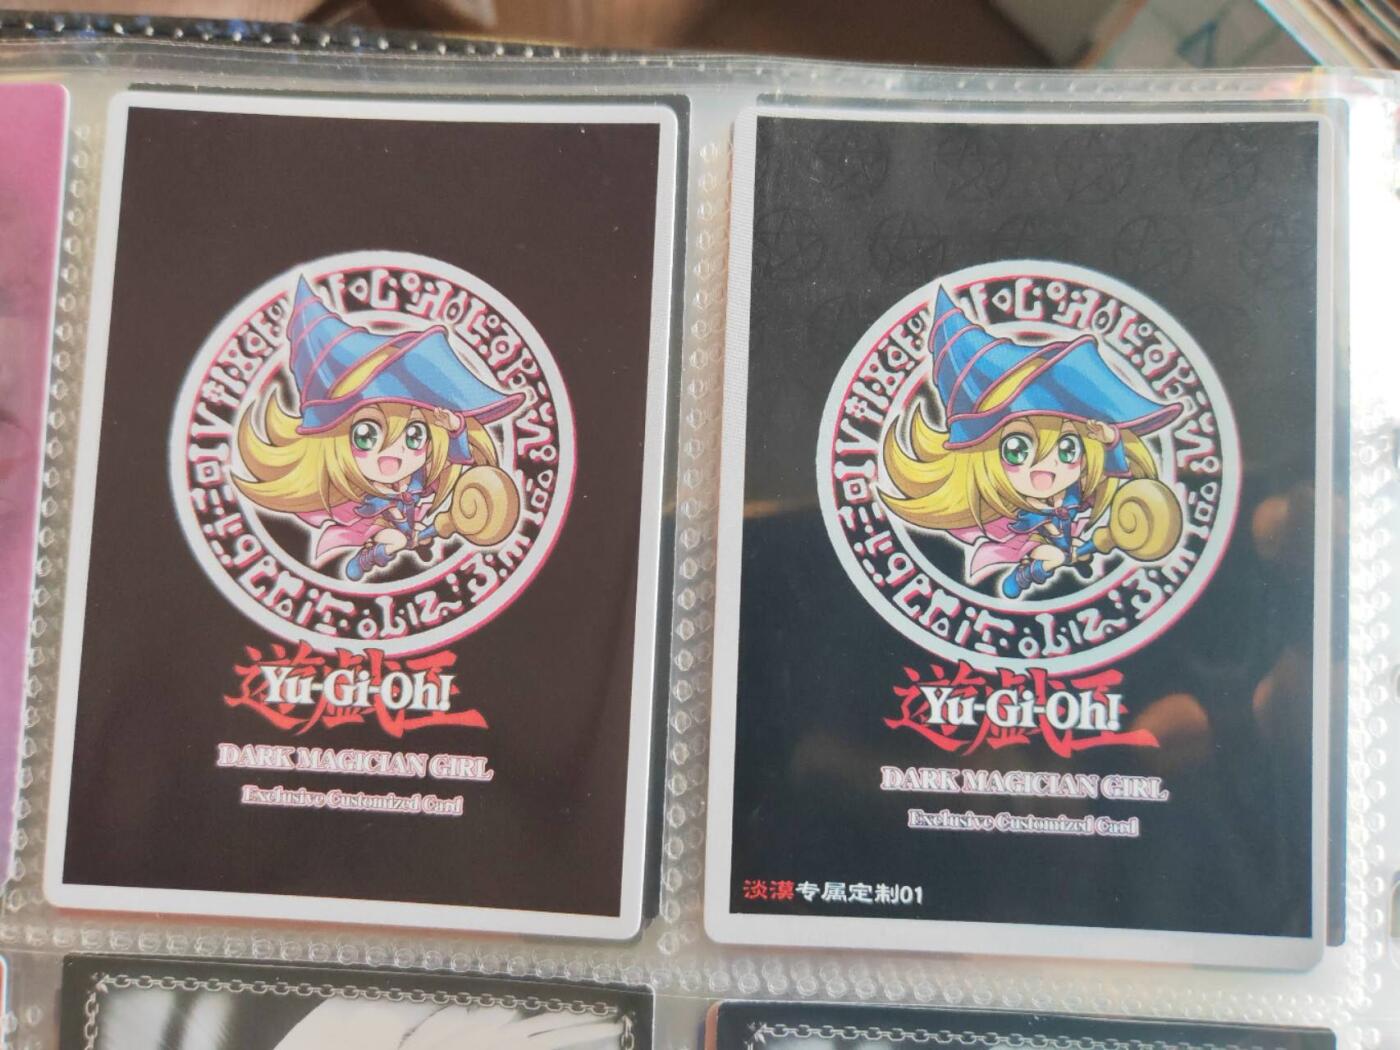 遊戯王
Yu-Gi-Oh!
DARK MAGICIAN GIRL
Exclusive Customized Card
遊戯王
Yu-Gi-Oh!
DARK MAGICIAN GIRL
Exclusive Customized Card
淡漠专属定制01